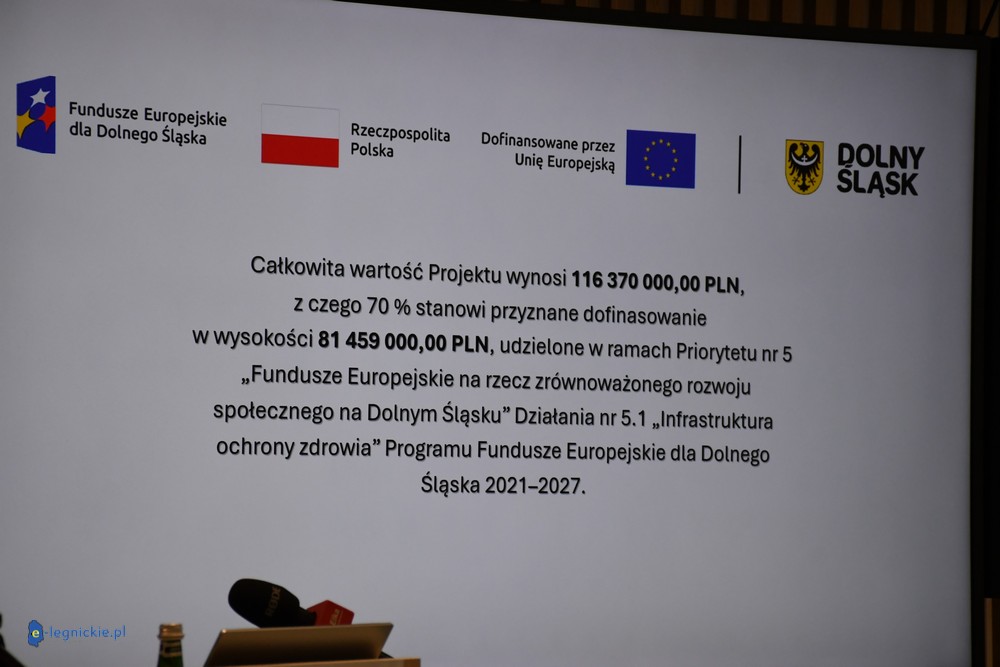 Fundusze Europejskie
dla Dolnego Śląska
Rzeczpospolita
Polska
Dofinansowane przez
Unię Europejską
DOLNY
ŚLĄSK
Całkowita wartość Projektu wynosi 116 370 000,00 PLN,
z czego 70 % stanowi przyznane dofinasowanie
w wysokości 81 459 000,00 PLN, udzielone w ramach Priorytetu nr 5
„Fundusze Europejskie na rzecz zrównoważonego rozwoju
społecznego na Dolnym Śląsku” Działania nr 5.1 „Infrastruktura
ochrony zdrowia” Programu Fundusze Europejskie dla Dolnego
Śląska 2021–2027.
e-legnickie.pl